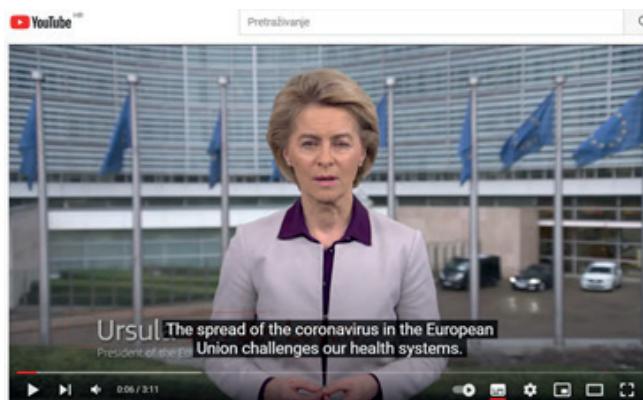 YouTube HR
Pretraživanje
Ursul
President of the E
The spread of the coronavirus in the European
Union challenges our health systems.
0:06 / 3:11